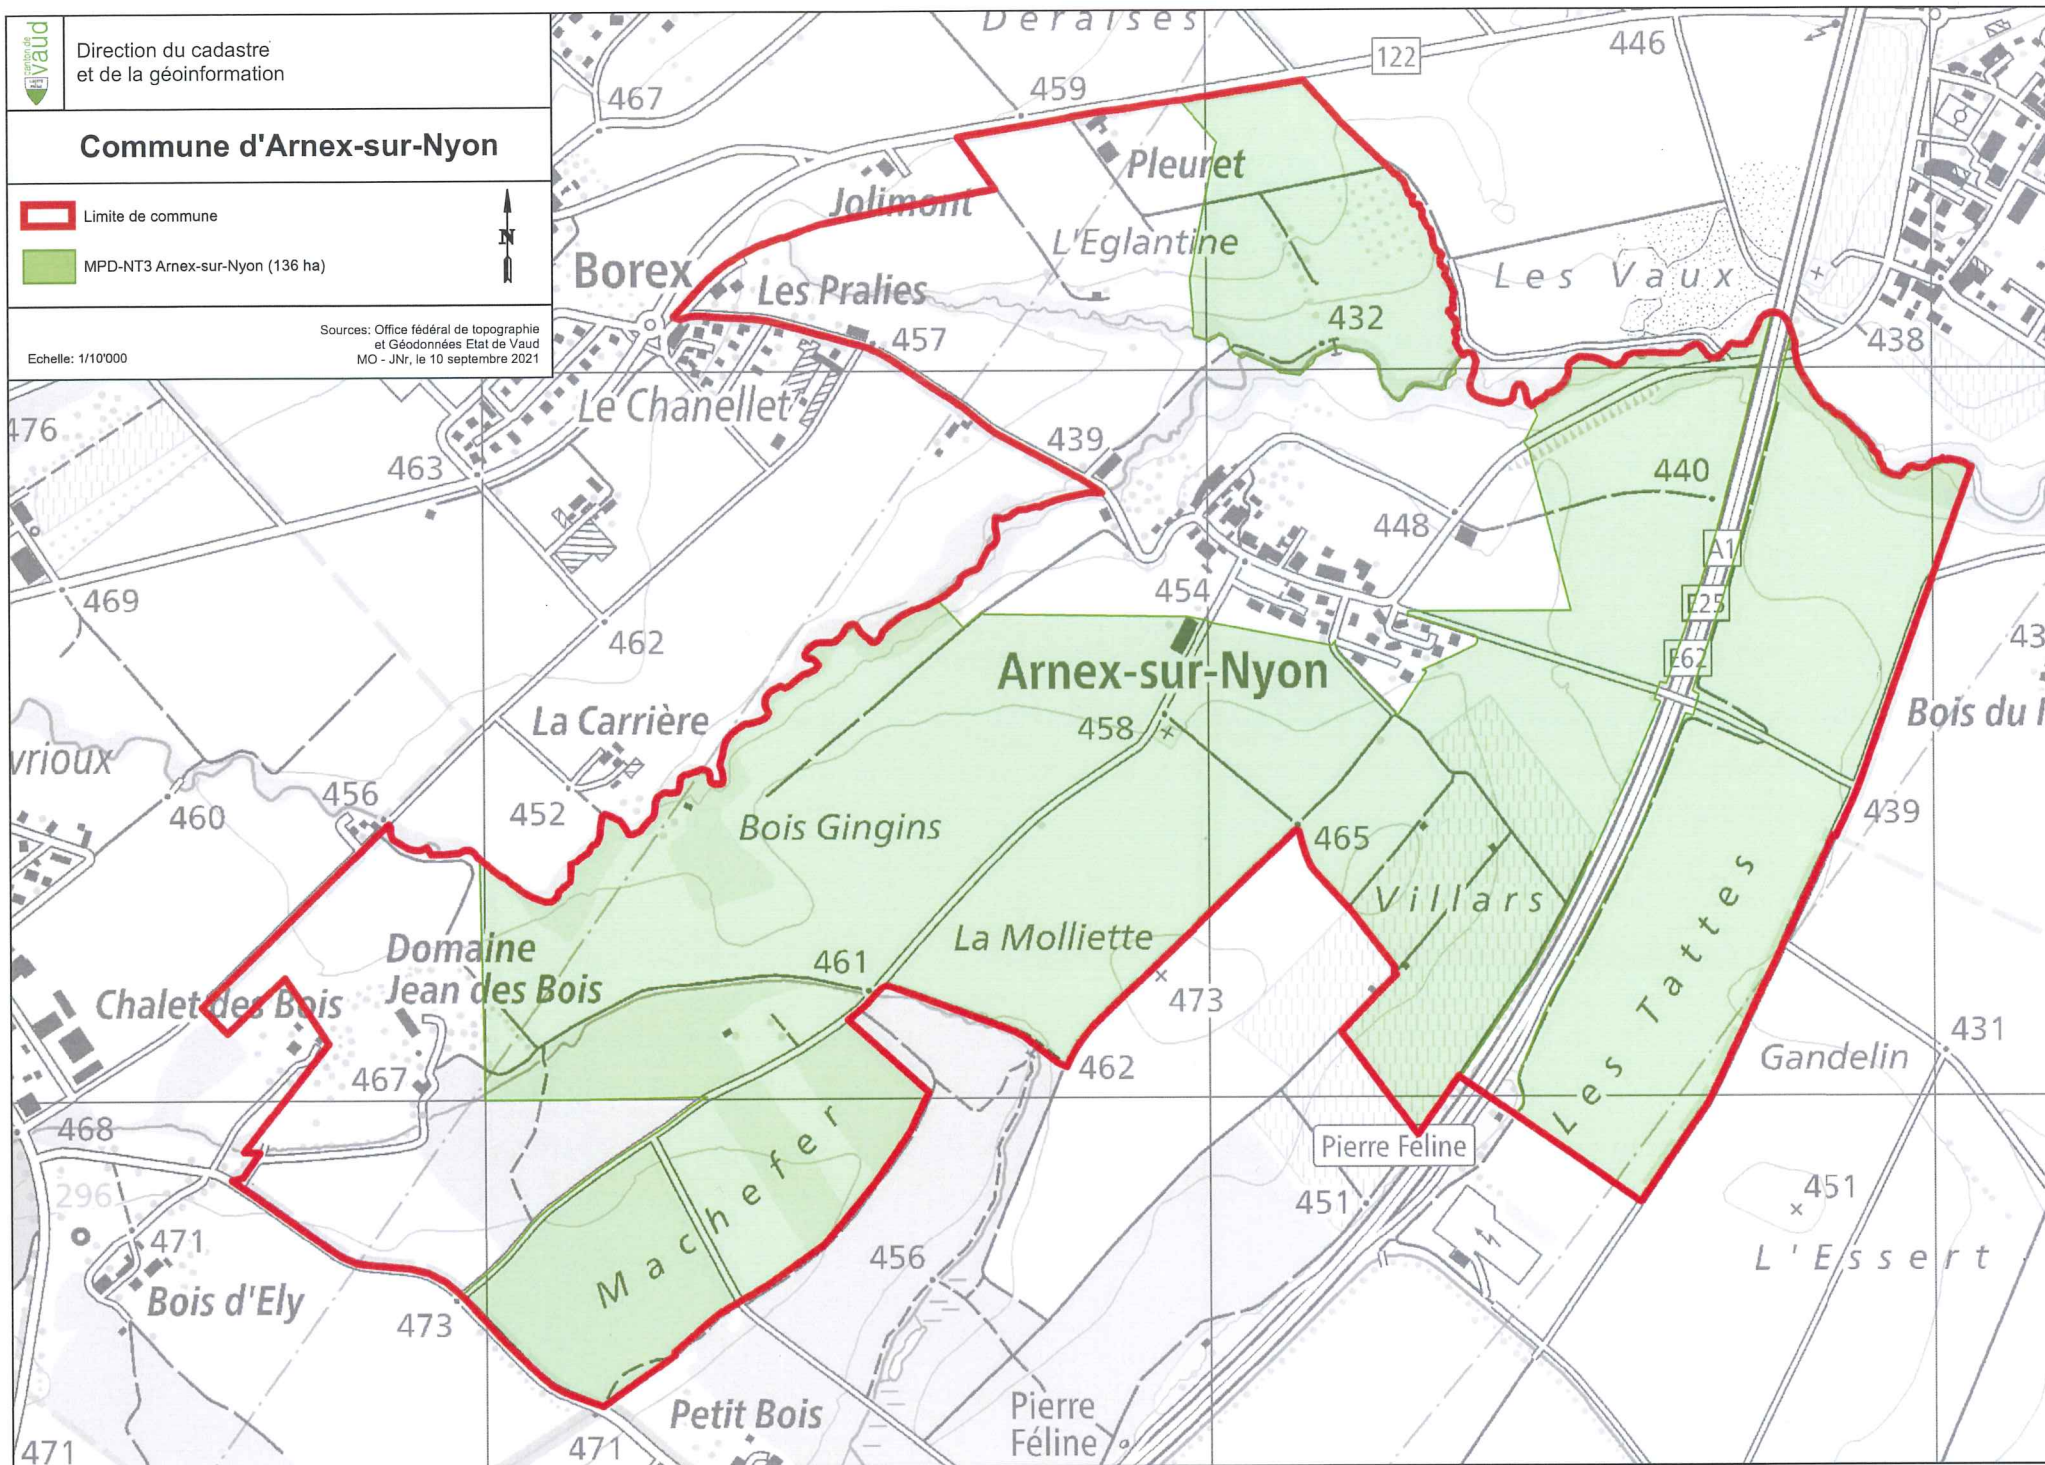 canton de
vaud
LIBERTÉ
ET
PATRIE
Direction du cadastre
et de la géoinformation
Commune d'Arnex-sur-Nyon
Limite de commune
N
MPD-NT3 Arnex-sur-Nyon (136 ha)
Sources: Office fédéral de topographie
et Géodonnées Etat de Vaud
Echelle: 1/10'000
MO - JNr, le 10 septembre 2021
Deraises
446
122
467
459
Pleuret
Jolimont
L'Eglantine
Borex
Les Pralies
Les Vaux
432
457
438
Le Chanellet
476
439
463
440
448
A1
469
454
E25
462
43
E62
Arnex-sur-Nyon
La Carrière
458
Bois du
vrioux
456
460
452
Bois Gingins
465
439
Villars
Domaine
Jean des Bois
La Molliette
461
Les Tattes
Chalet des Bois
473
431
Gandelin
467
462
468
Machefer
Pierre Féline
296
451
451
471
456
L'Essert
Bois d'Ely
473
Petit Bois
Pierre
Féline
471
471